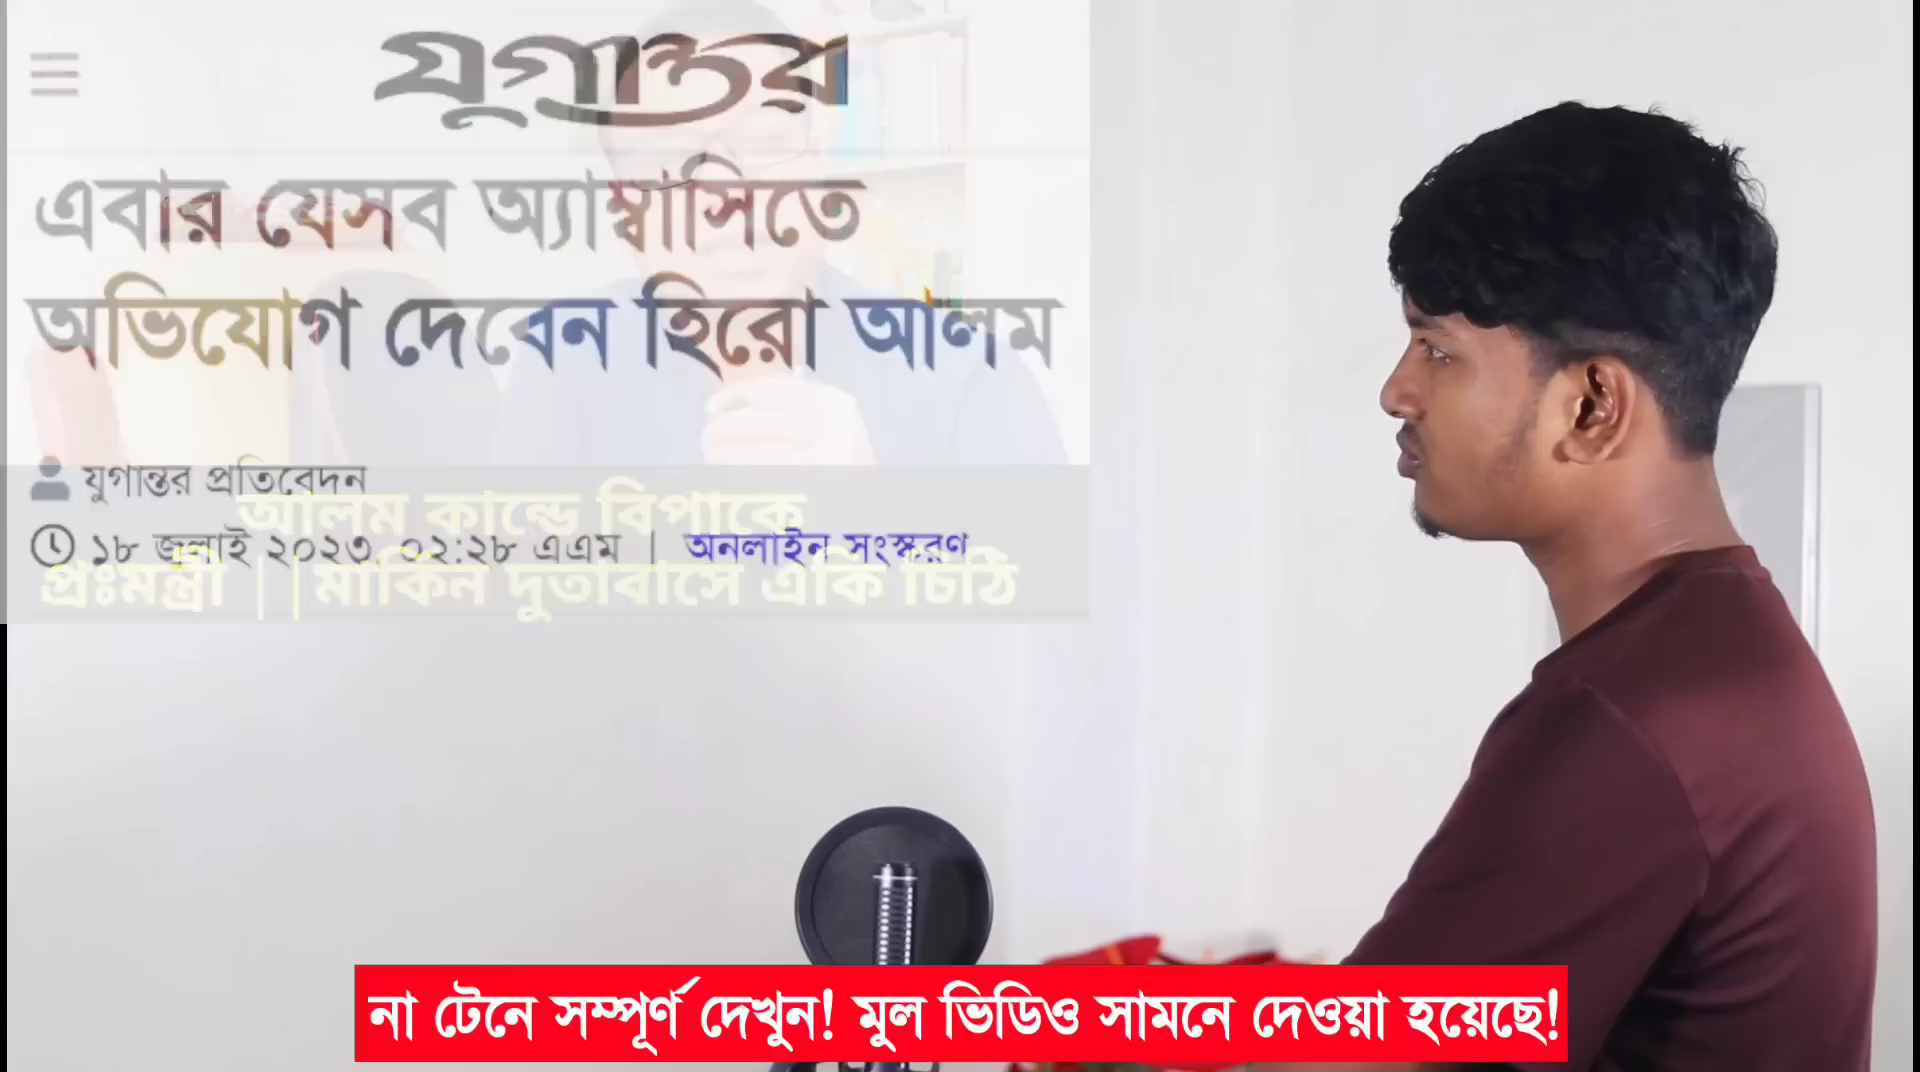 যুগান্তর
এবার যেসব অ্যাম্বাসিতে
অভিযোগ দেবেন হিরো আলম
যুগান্তর প্রতিবেদন
আলম কান্ডে বিপাকে
১৮ জুলাই ২০২৩, ০২:২৮ এএম | অনলাইন সংস্করণ
প্রঃমন্ত্রী || মার্কিন দুতাবাসে একি চিঠি
না টেনে সম্পূর্ণ দেখুন! মুল ভিডিও সামনে দেওয়া হয়েছে!